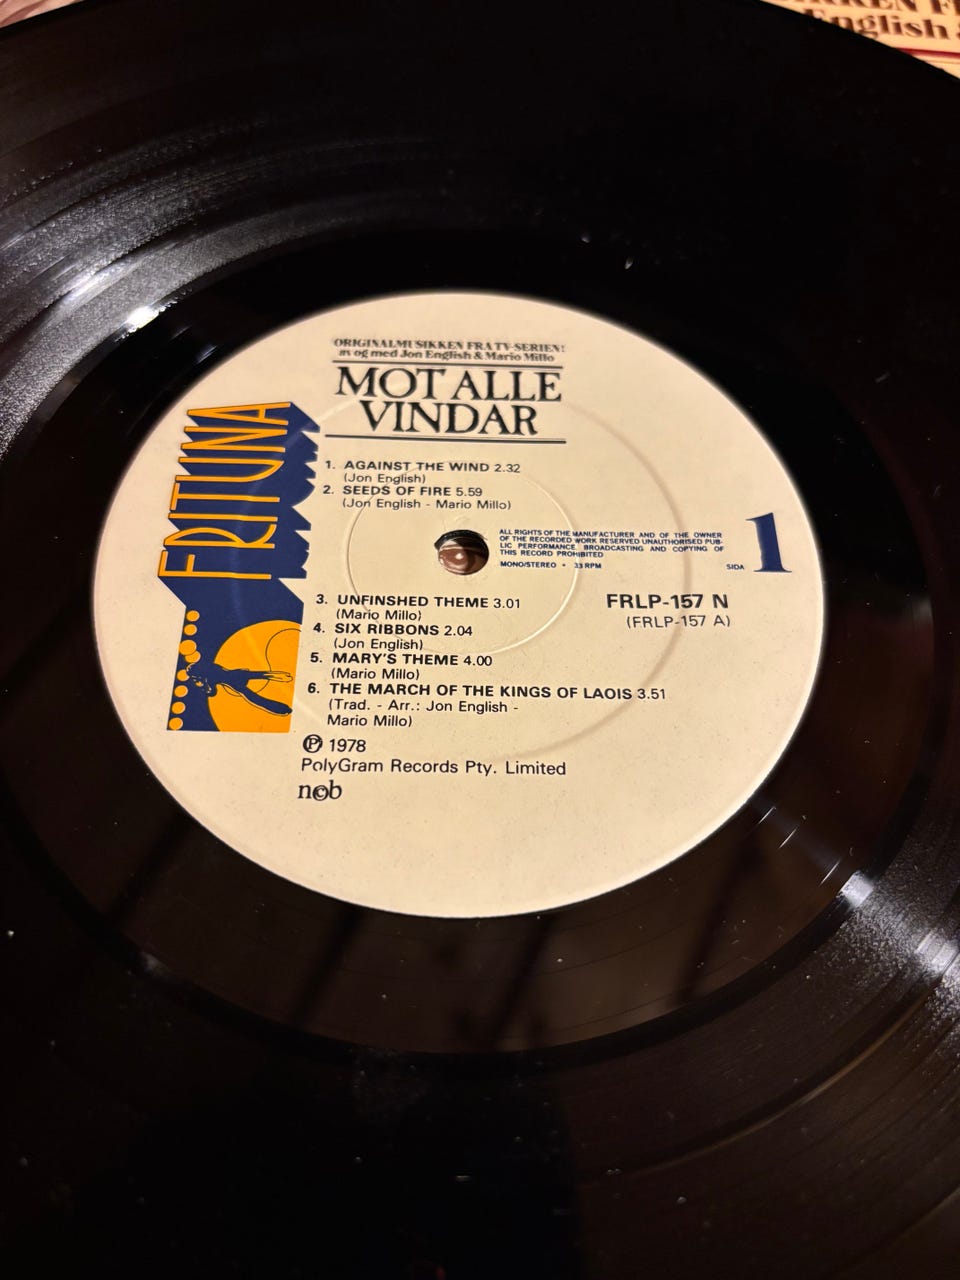 RKEN F
English &
ORIGINALMUSIKKEN FRA TV-SERIEN!
av og med Jon English & Mario Millo
MOT ALLE
VINDAR
FRITUNA
1. AGAINST THE WIND 2.32
(Jon English)
2. SEEDS OF FIRE 5.59
(Jon English - Mario Millo)
ALL RIGHTS OF THE MANUFACTURER AND OF THE OWNER
OF THE RECORDED WORK RESERVED UNAUTHORISED PUB-
LIC PERFORMANCE, BROADCASTING AND COPYING OF
THIS RECORD PROHIBITED
MONO/STEREO • 33 RPM
SIDA 1
3. UNFINSHED THEME 3.01
(Mario Millo)
4. SIX RIBBONS 2.04
(Jon English)
5. MARY'S THEME 4.00
(Mario Millo)
6. THE MARCH OF THE KINGS OF LAOIS 3.51
(Trad. - Arr.: Jon English -
Mario Millo)
FRLP-157 N
(FRLP-157 A)
Ⓟ 1978
PolyGram Records Pty. Limited
ncb